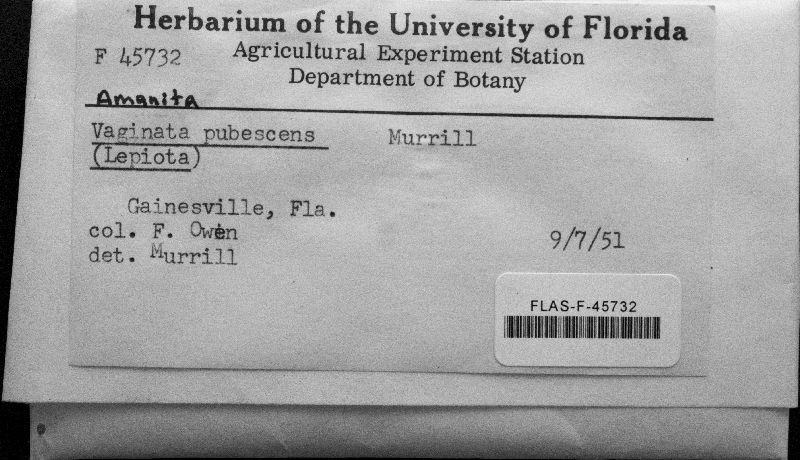 Herbarium of the University of Florida
F 45732 Agricultural Experiment Station
Department of Botany
Amanita
Vaginata pubescens Murrill
(Lepiota)
Gainesville, Fla.
col. F. Owen 9/7/51
det. Murrill
FLAS-F-45732